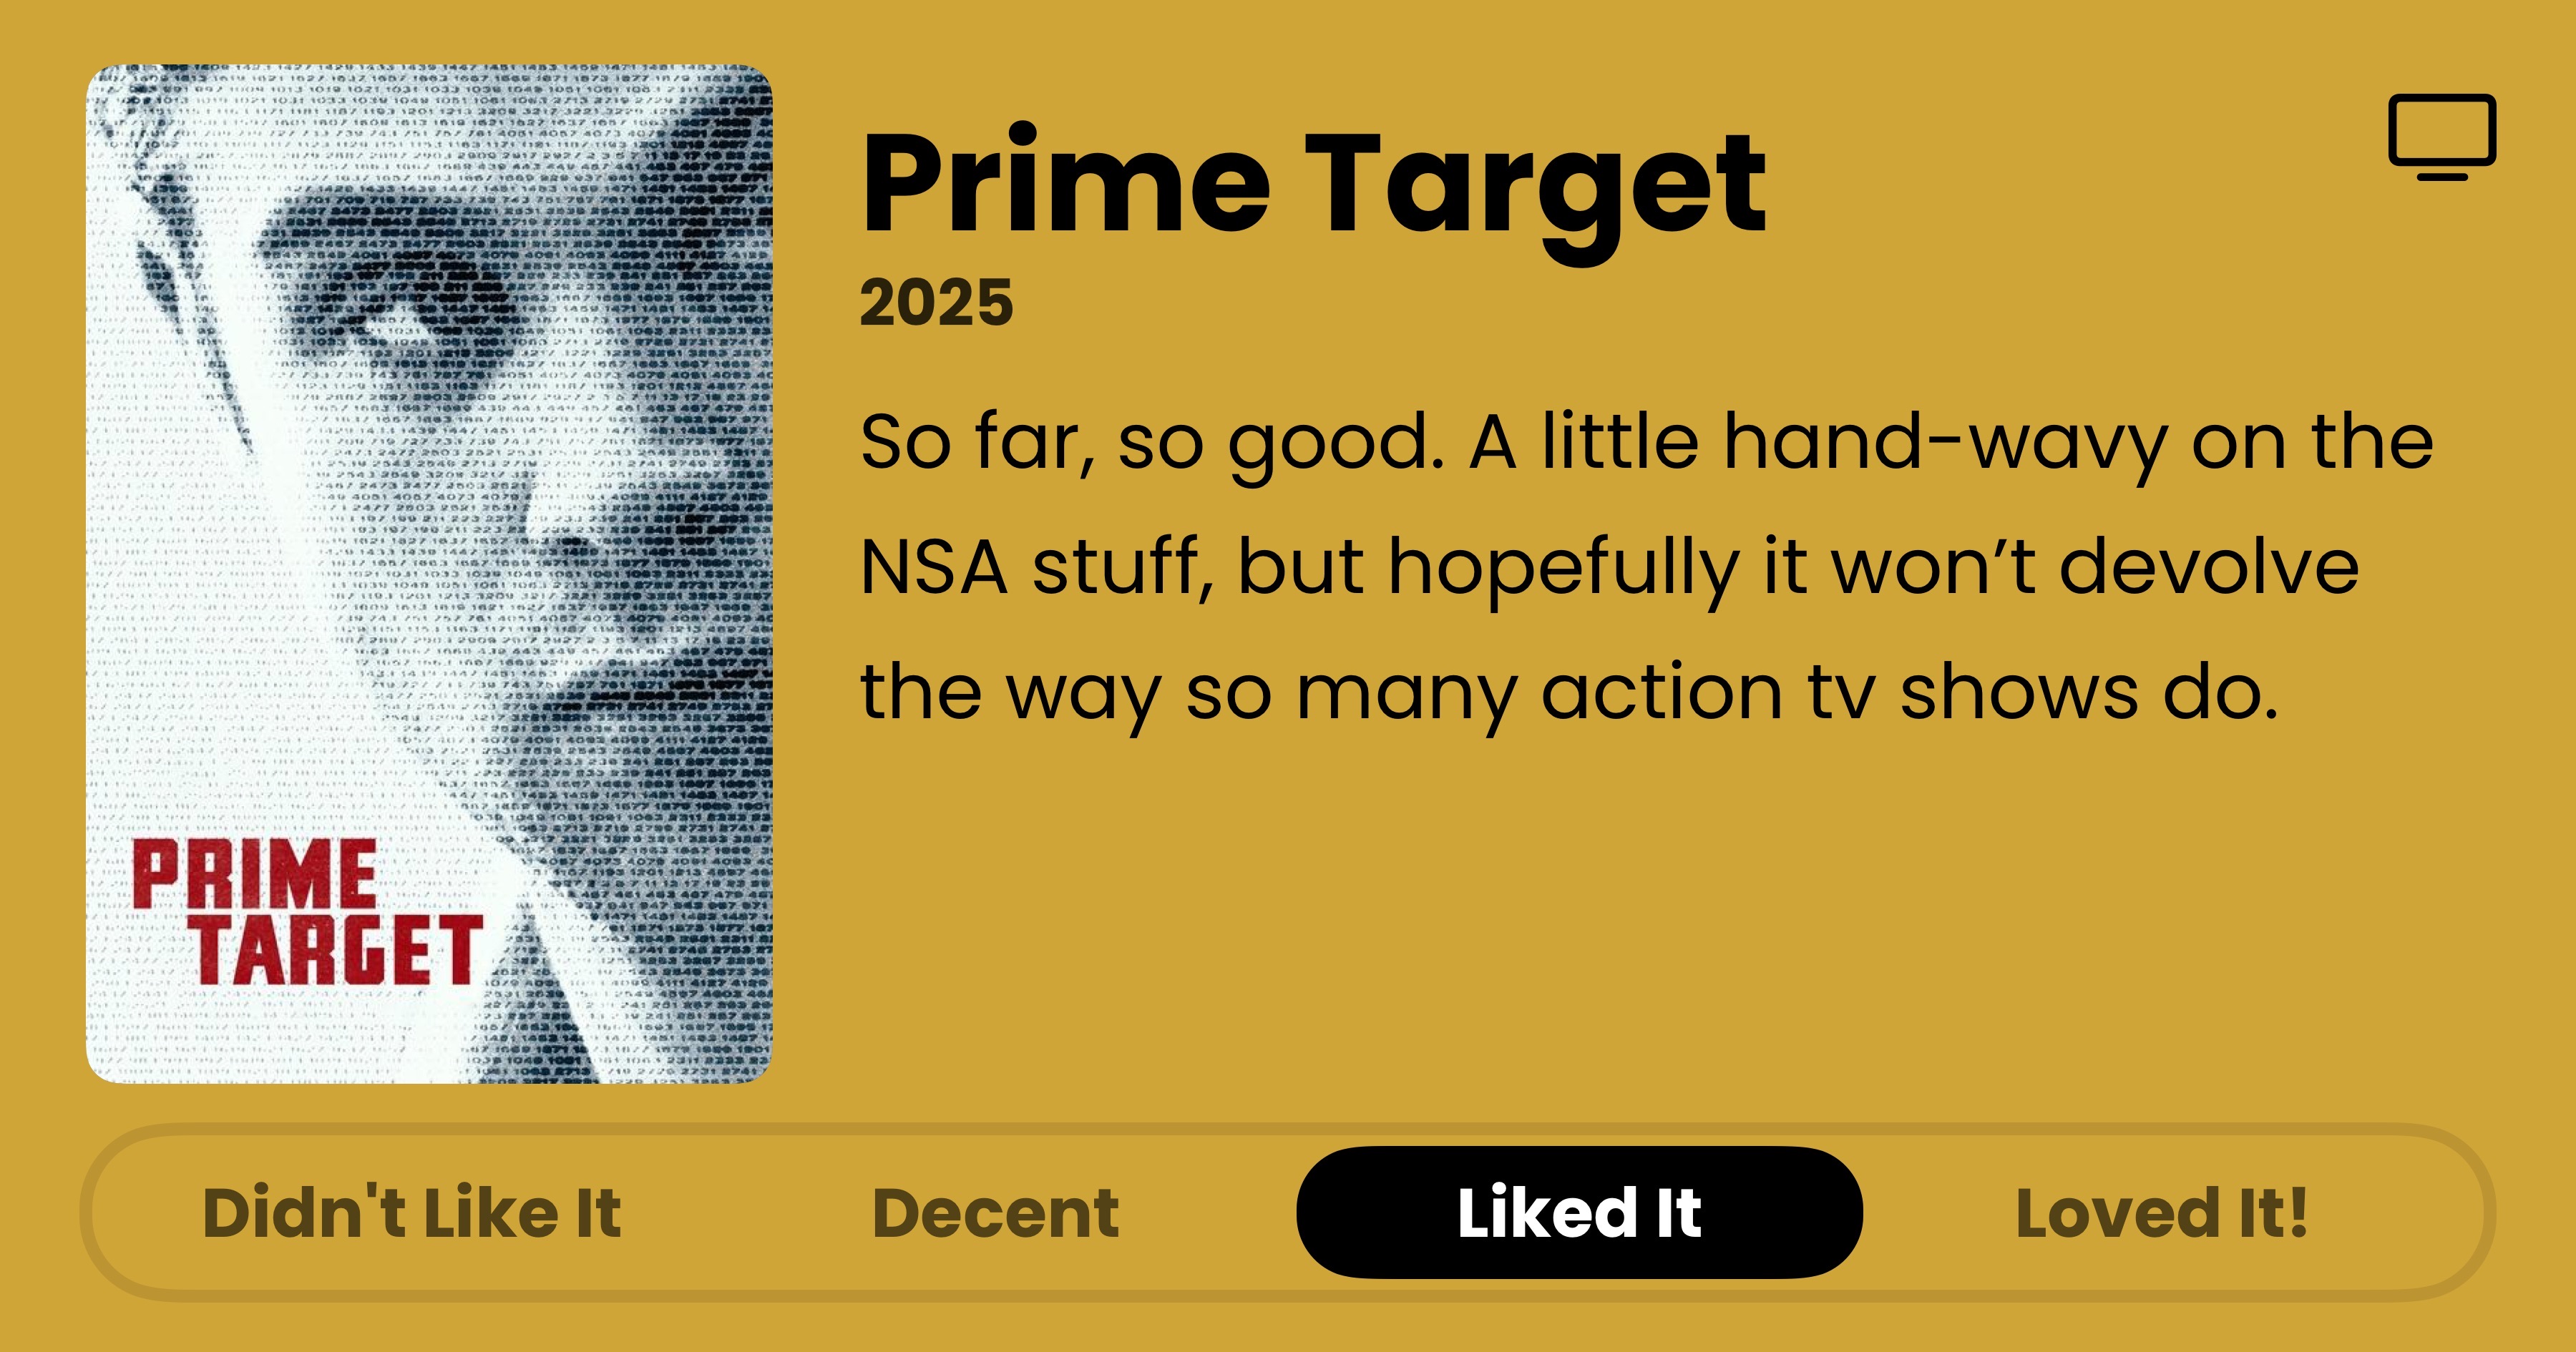 Prime Target
2025
So far, so good. A little hand-wavy on the
NSA stuff, but hopefully it won’t devolve
the way so many action tv shows do.
PRIME
TARGET
Didn't Like It
Decent
Liked It
Loved It!